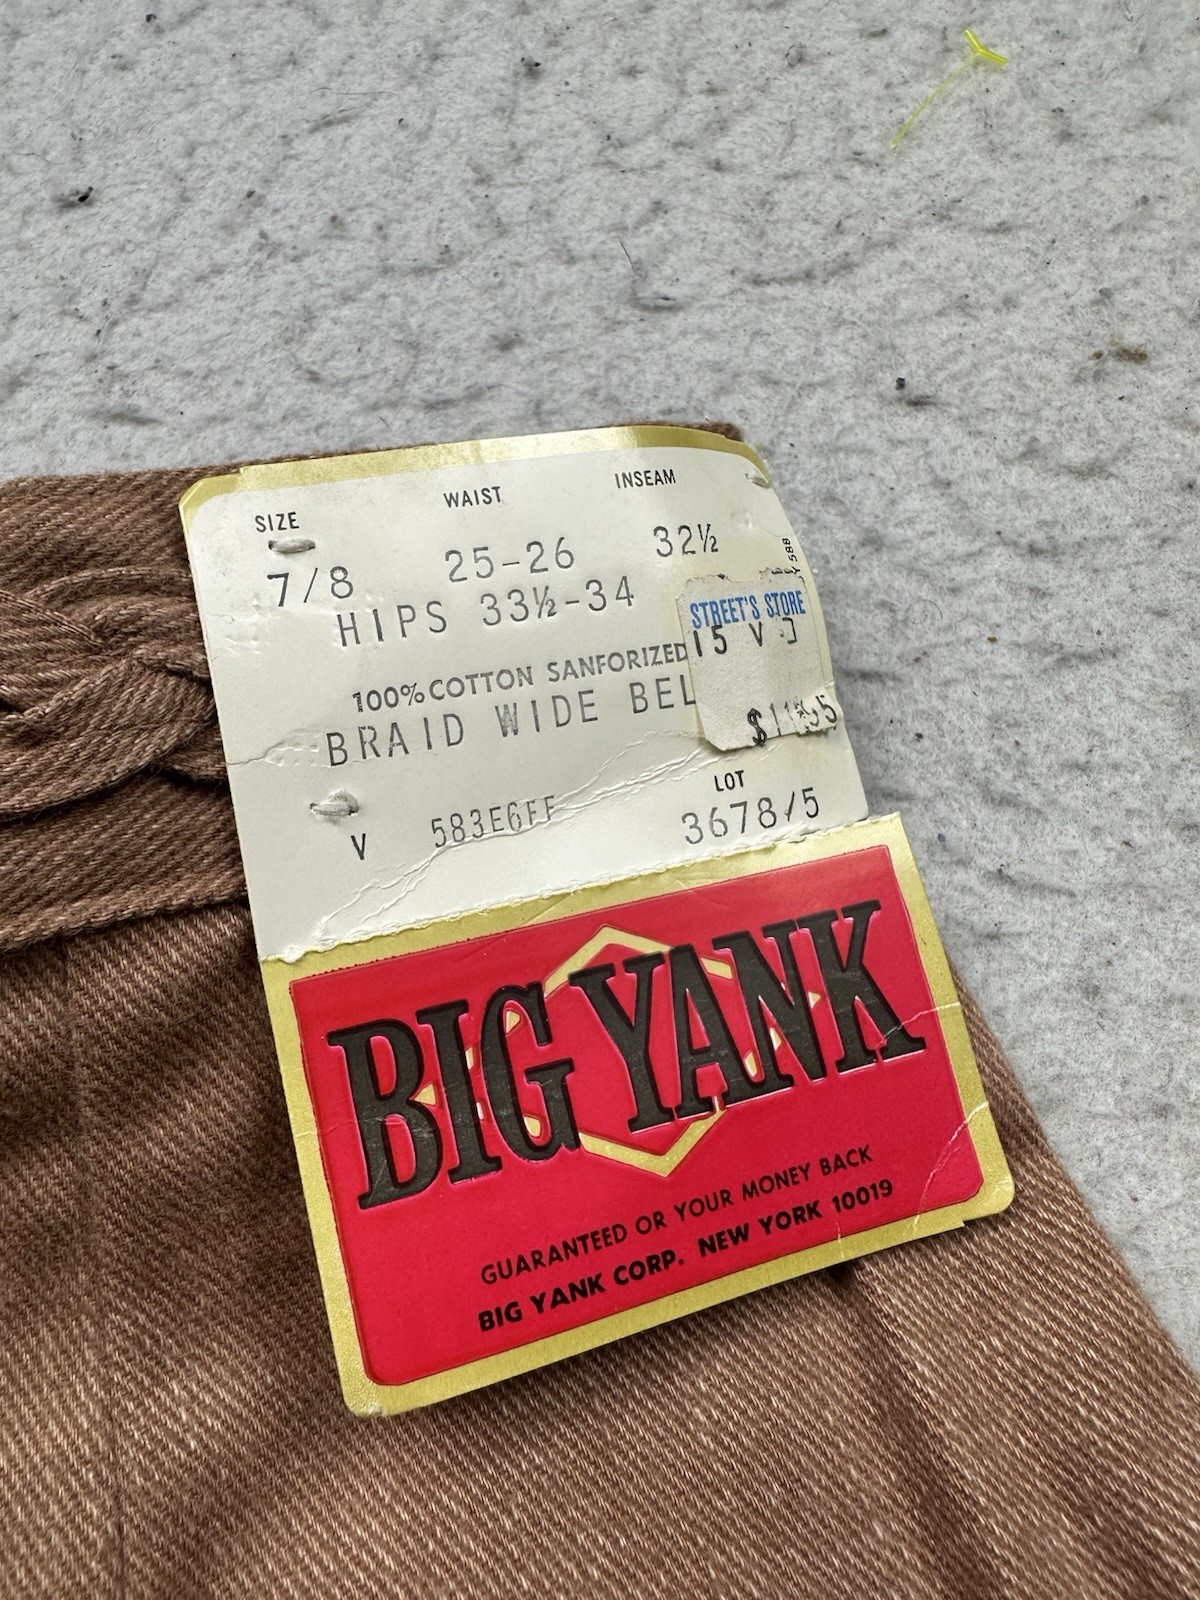 SIZE WAIST INSEAM
7/8 25-26 32½
HIPS 33½-34
Y 588
STREET'S STORE
15 V
100% COTTON SANFORIZED
BRAID WIDE BEL
LOT
V 583E6FF 3678/5
BIG YANK
GUARANTEED OR YOUR MONEY BACK
BIG YANK CORP. NEW YORK 10019